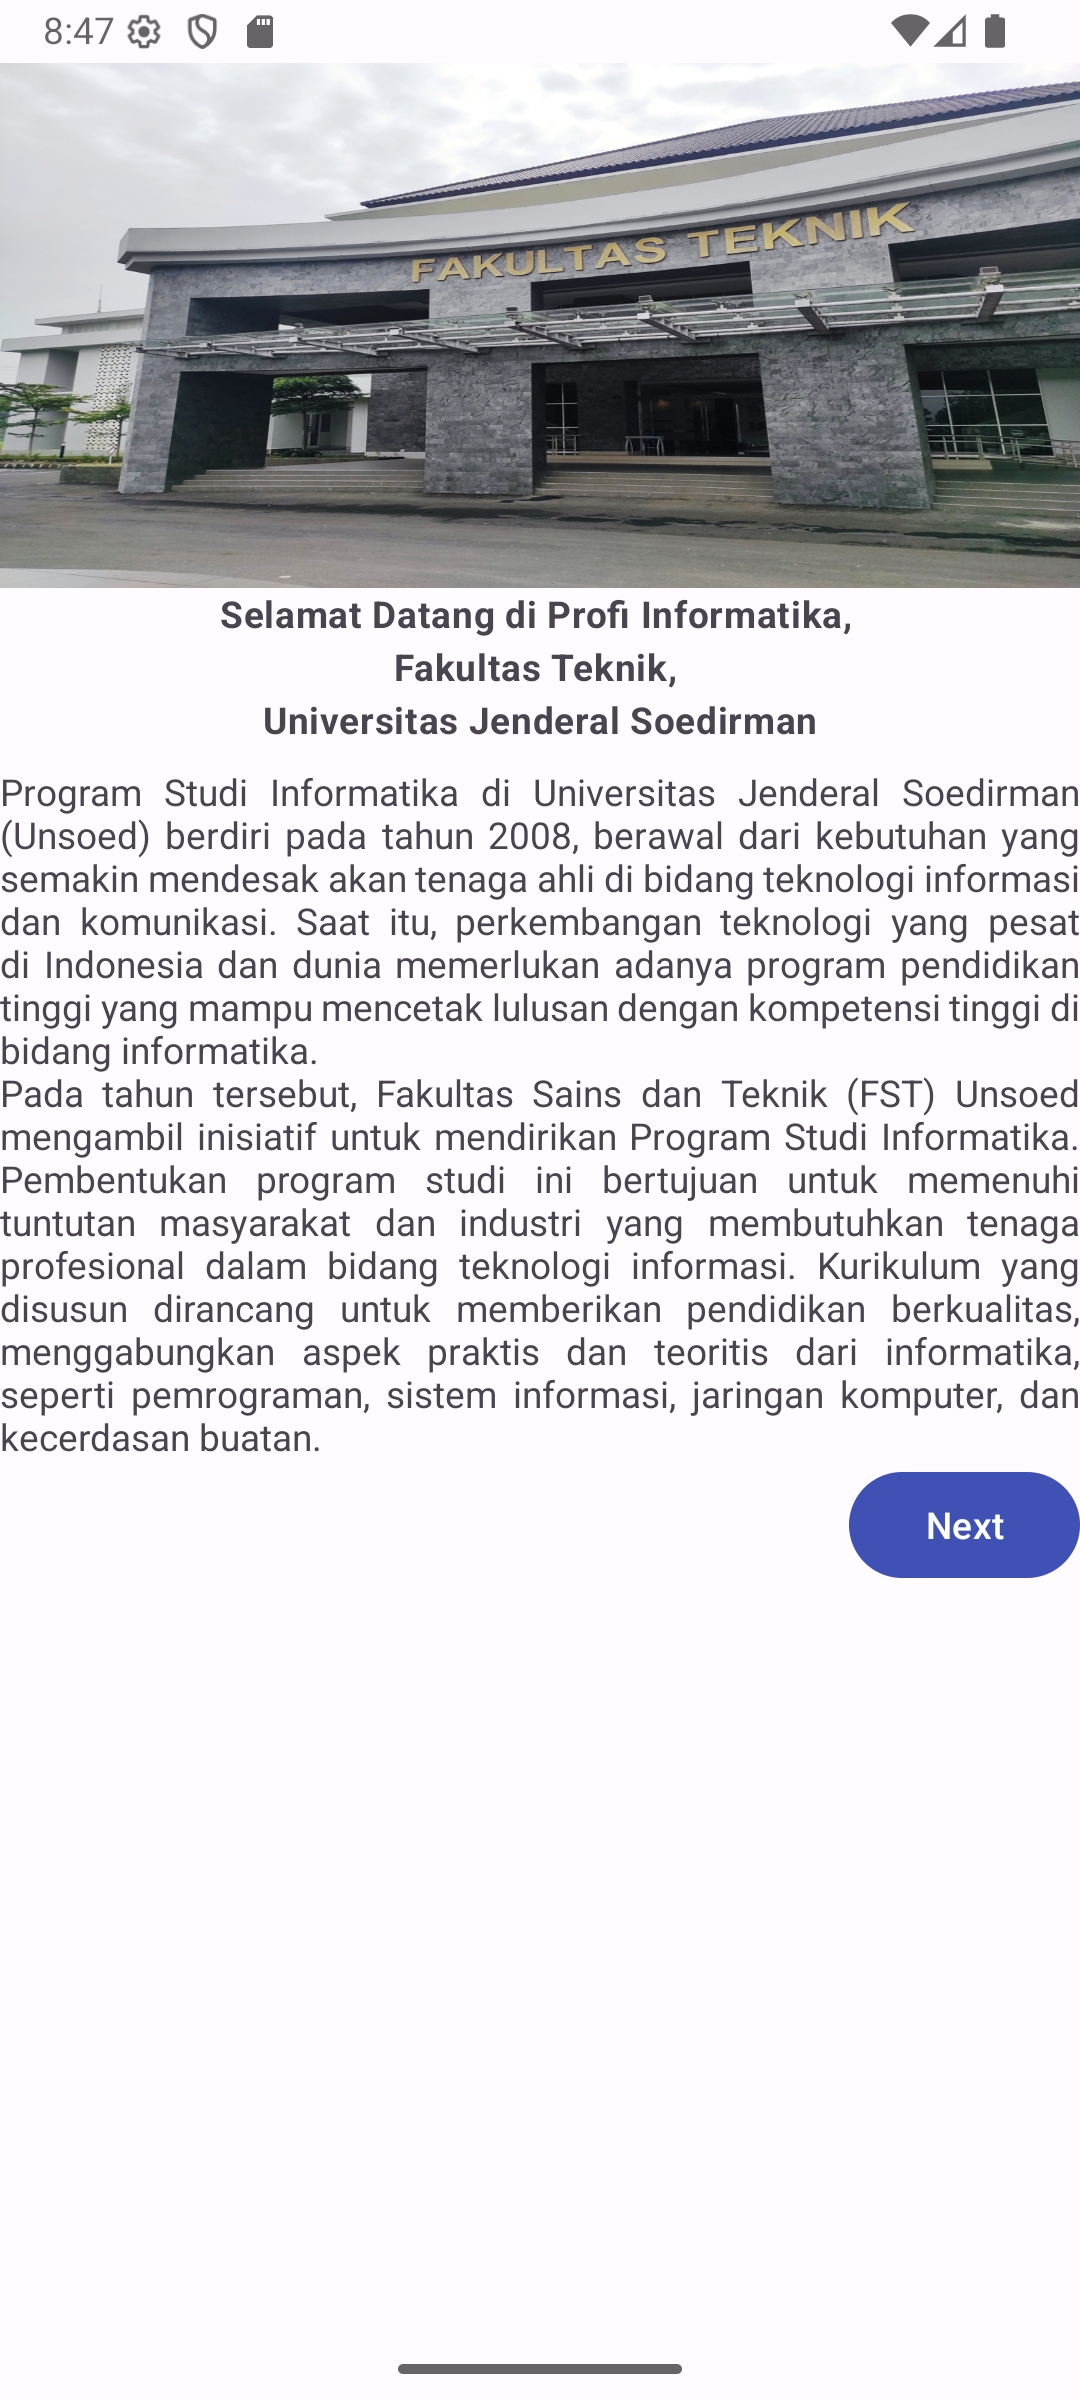 8:47
FAKULTAS TEKNIK
Selamat Datang di Profi Informatika,
Fakultas Teknik,
Universitas Jenderal Soedirman
Program Studi Informatika di Universitas Jenderal Soedirman
(Unsoed) berdiri pada tahun 2008, berawal dari kebutuhan yang
semakin mendesak akan tenaga ahli di bidang teknologi informasi
dan komunikasi. Saat itu, perkembangan teknologi yang pesat
di Indonesia dan dunia memerlukan adanya program pendidikan
tinggi yang mampu mencetak lulusan dengan kompetensi tinggi di
bidang informatika.
Pada tahun tersebut, Fakultas Sains dan Teknik (FST) Unsoed
mengambil inisiatif untuk mendirikan Program Studi Informatika.
Pembentukan program studi ini bertujuan untuk memenuhi
tuntutan masyarakat dan industri yang membutuhkan tenaga
profesional dalam bidang teknologi informasi. Kurikulum yang
disusun dirancang untuk memberikan pendidikan berkualitas,
menggabungkan aspek praktis dan teoritis dari informatika,
seperti pemrograman, sistem informasi, jaringan komputer, dan
kecerdasan buatan.
Next